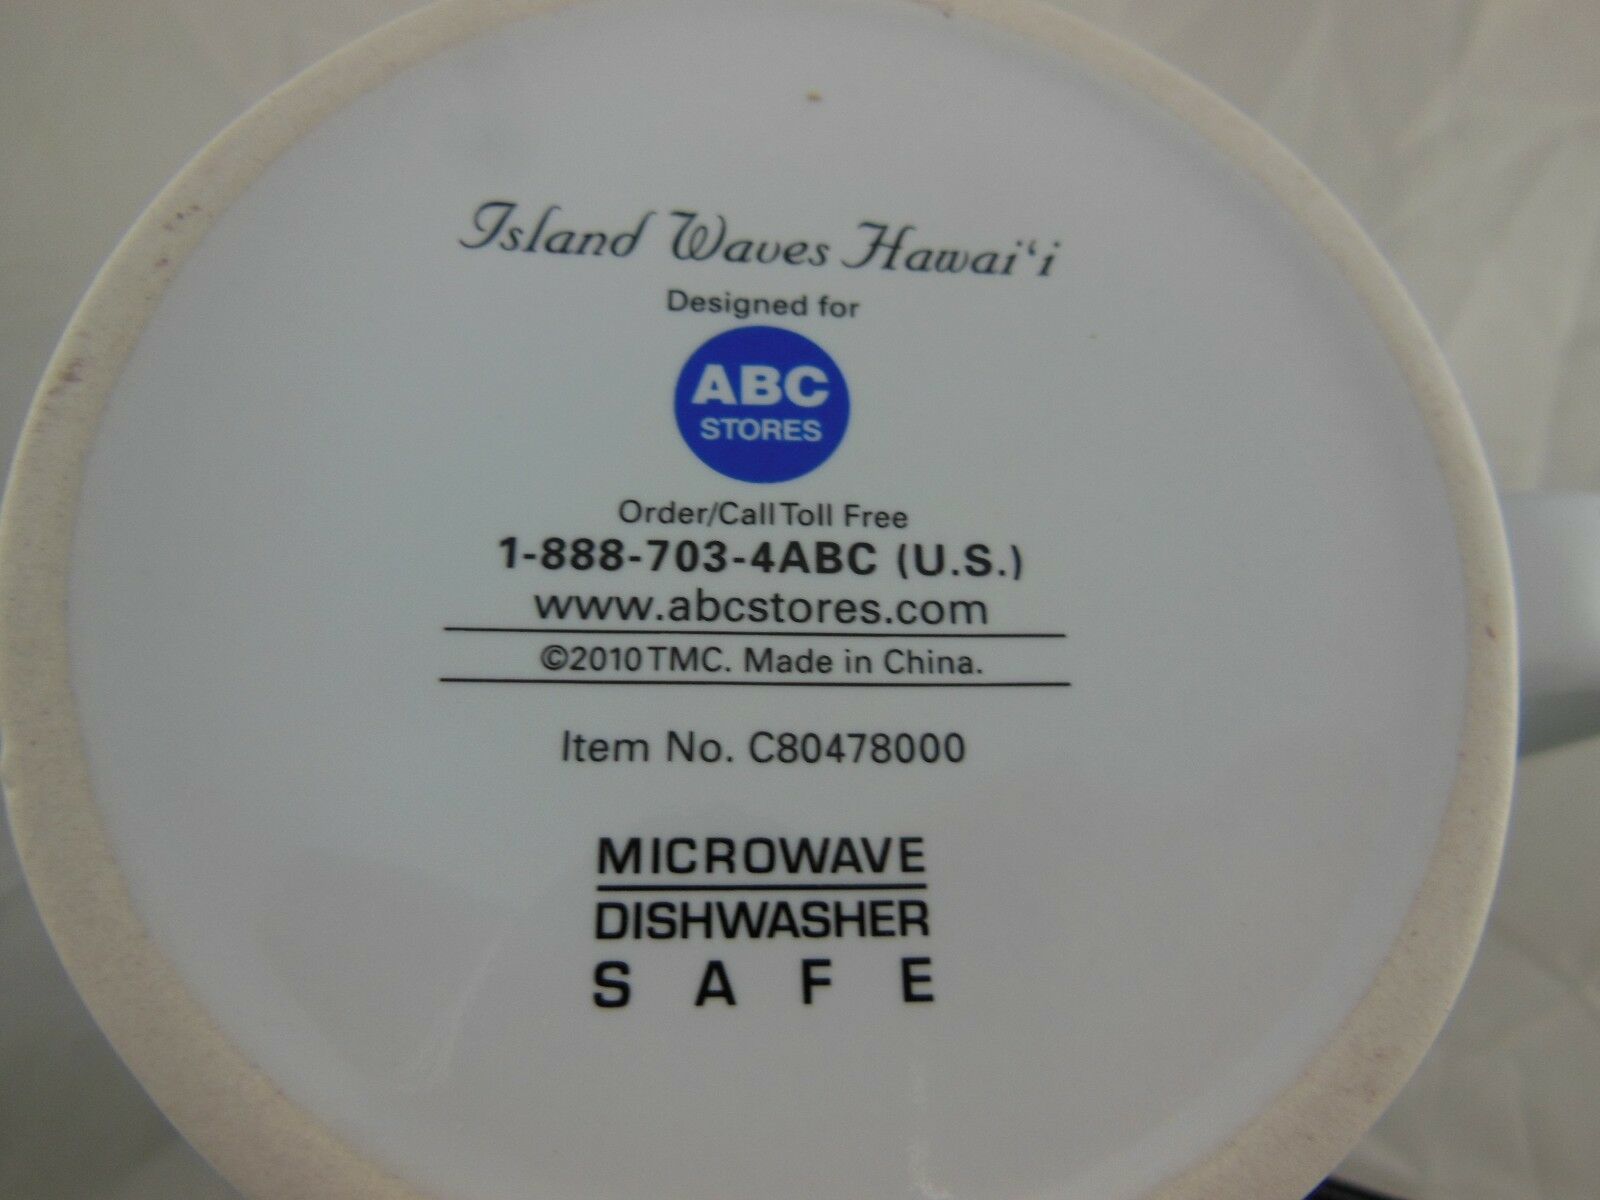 Island Waves Hawai‘i
Designed for
ABC
STORES
Order/Call Toll Free
1-888-703-4ABC (U.S.)
www.abcstores.com
©2010 TMC. Made in China.
Item No. C80478000
MICROWAVE
DISHWASHER
SAFE